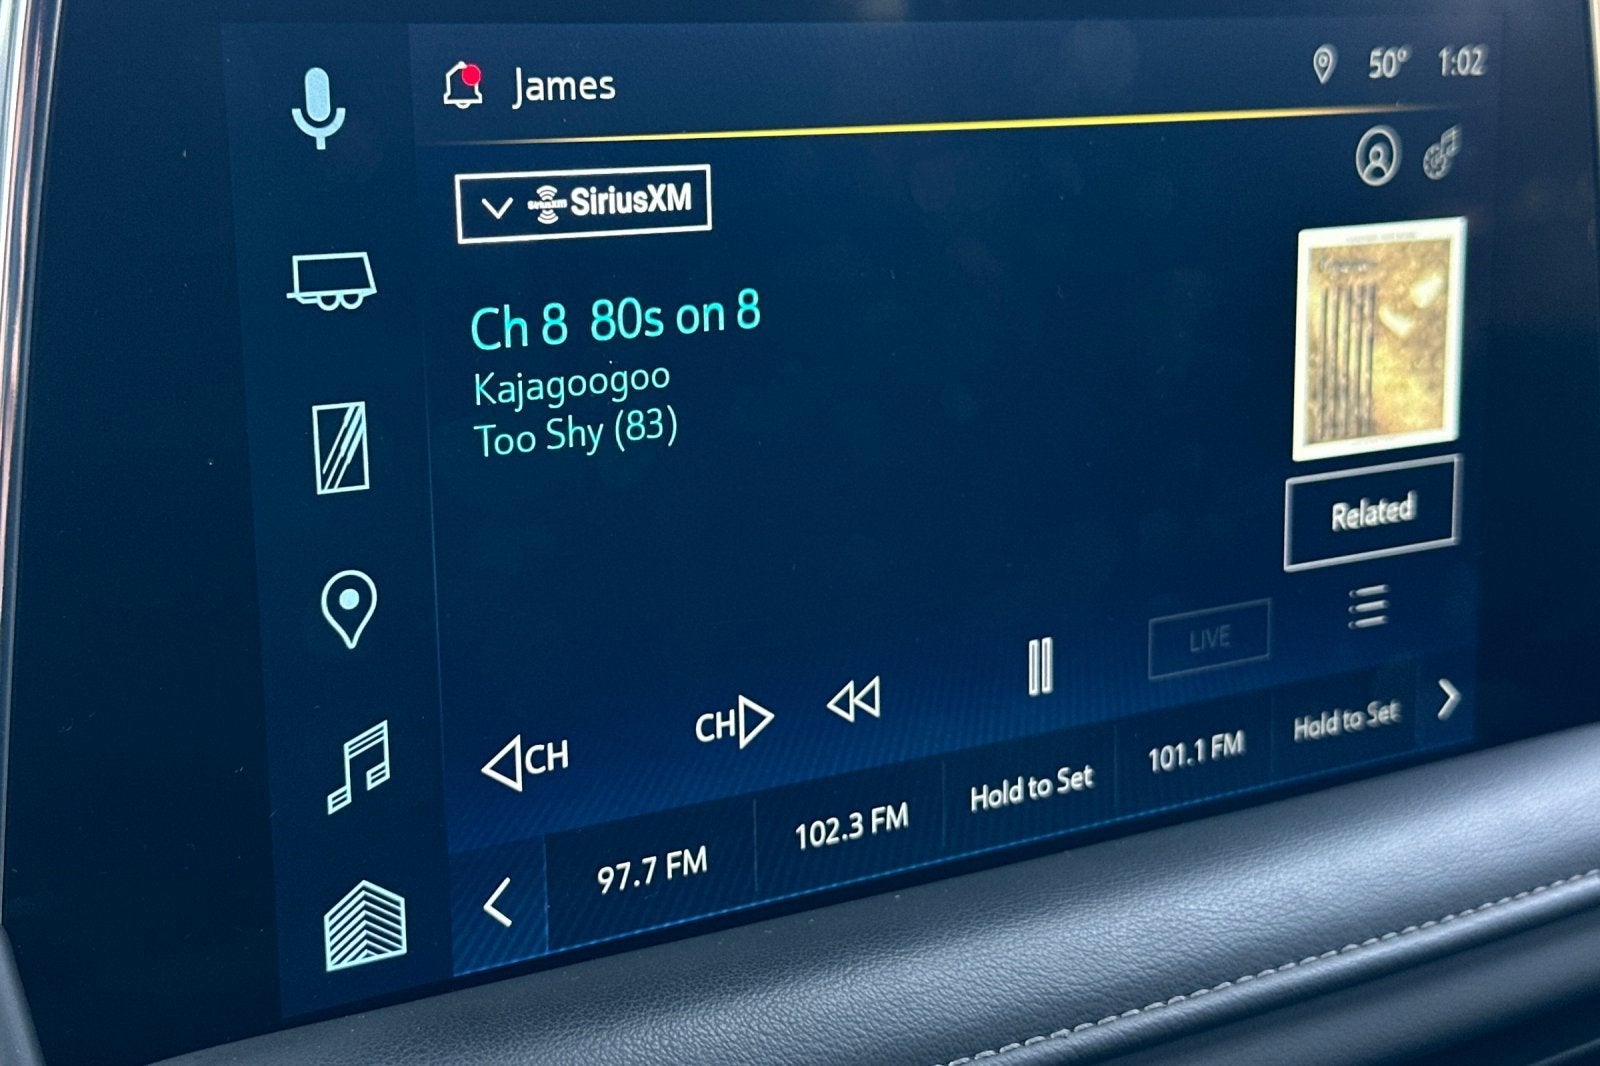 James
50° 1:02
SiriusXM SiriusXM
Ch 8 80s on 8
Kajagoogoo
Too Shy (83)
Related
LIVE
CH
CH
97.7 FM
102.3 FM
Hold to Set
101.1 FM
Hold to Set